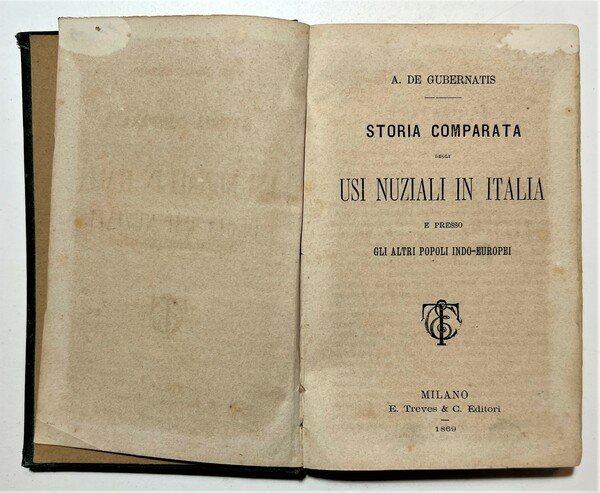 A. DE GUBERNATIS
STORIA COMPARATA
DEGLI
USI NUZIALI IN ITALIA
E PRESSO
GLI ALTRI POPOLI INDO-EUROPEI
MILANO
E. Treves & C. Editori
1869